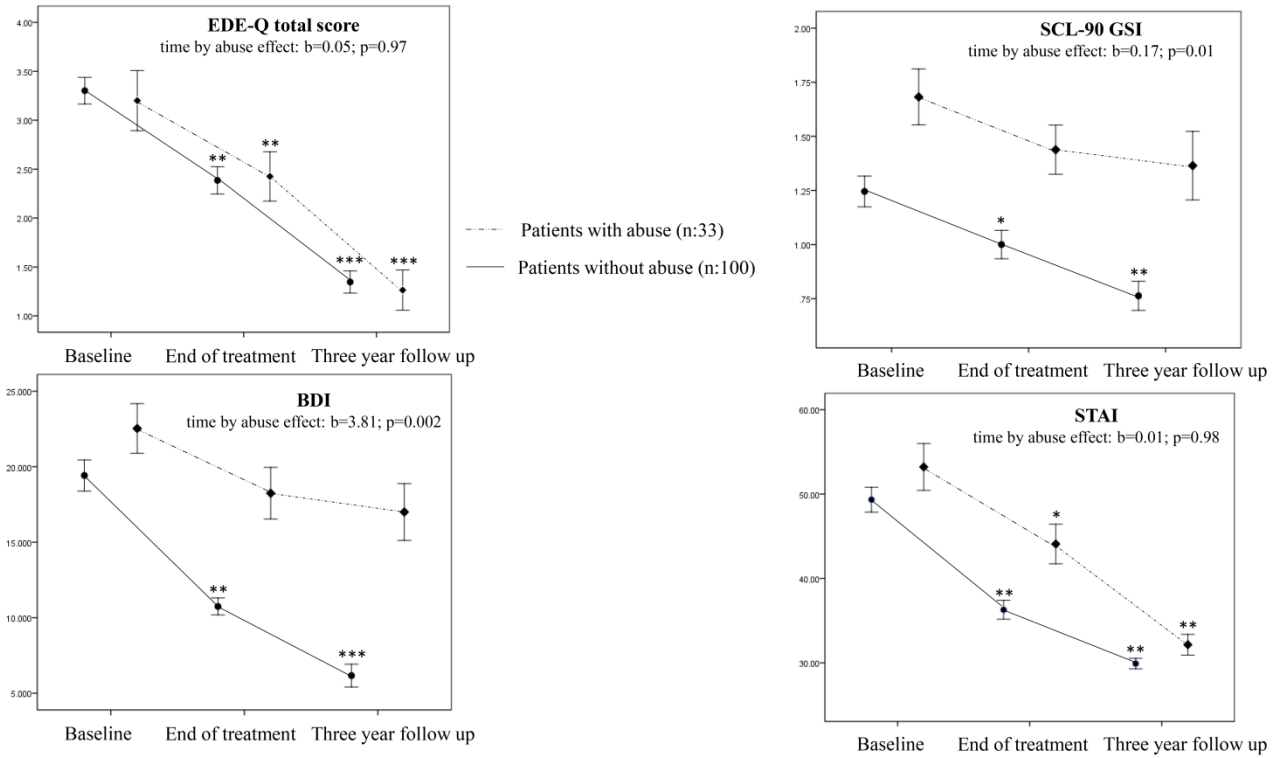 EDE-Q total score
time by abuse effect: b=0.05; p=0.97
4.00
3.50
3.00
2.50
2.00
1.50
1.00
**
**
***
***
Baseline
End of treatment
Three year follow up
SCL-90 GSI
time by abuse effect: b=0.17; p=0.01
2.00
1.75
1.50
1.25
1.00
.75
*
**
Baseline
End of treatment
Three year follow up
Patients with abuse (n:33)
Patients without abuse (n:100)
BDI
time by abuse effect: b=3.81; p=0.002
25.000
20.000
15.000
10.000
5.000
**
***
Baseline
End of treatment
Three year follow up
STAI
time by abuse effect: b=0.01; p=0.98
60.00
50.00
40.00
30.00
*
**
**
**
Baseline
End of treatment
Three year follow up